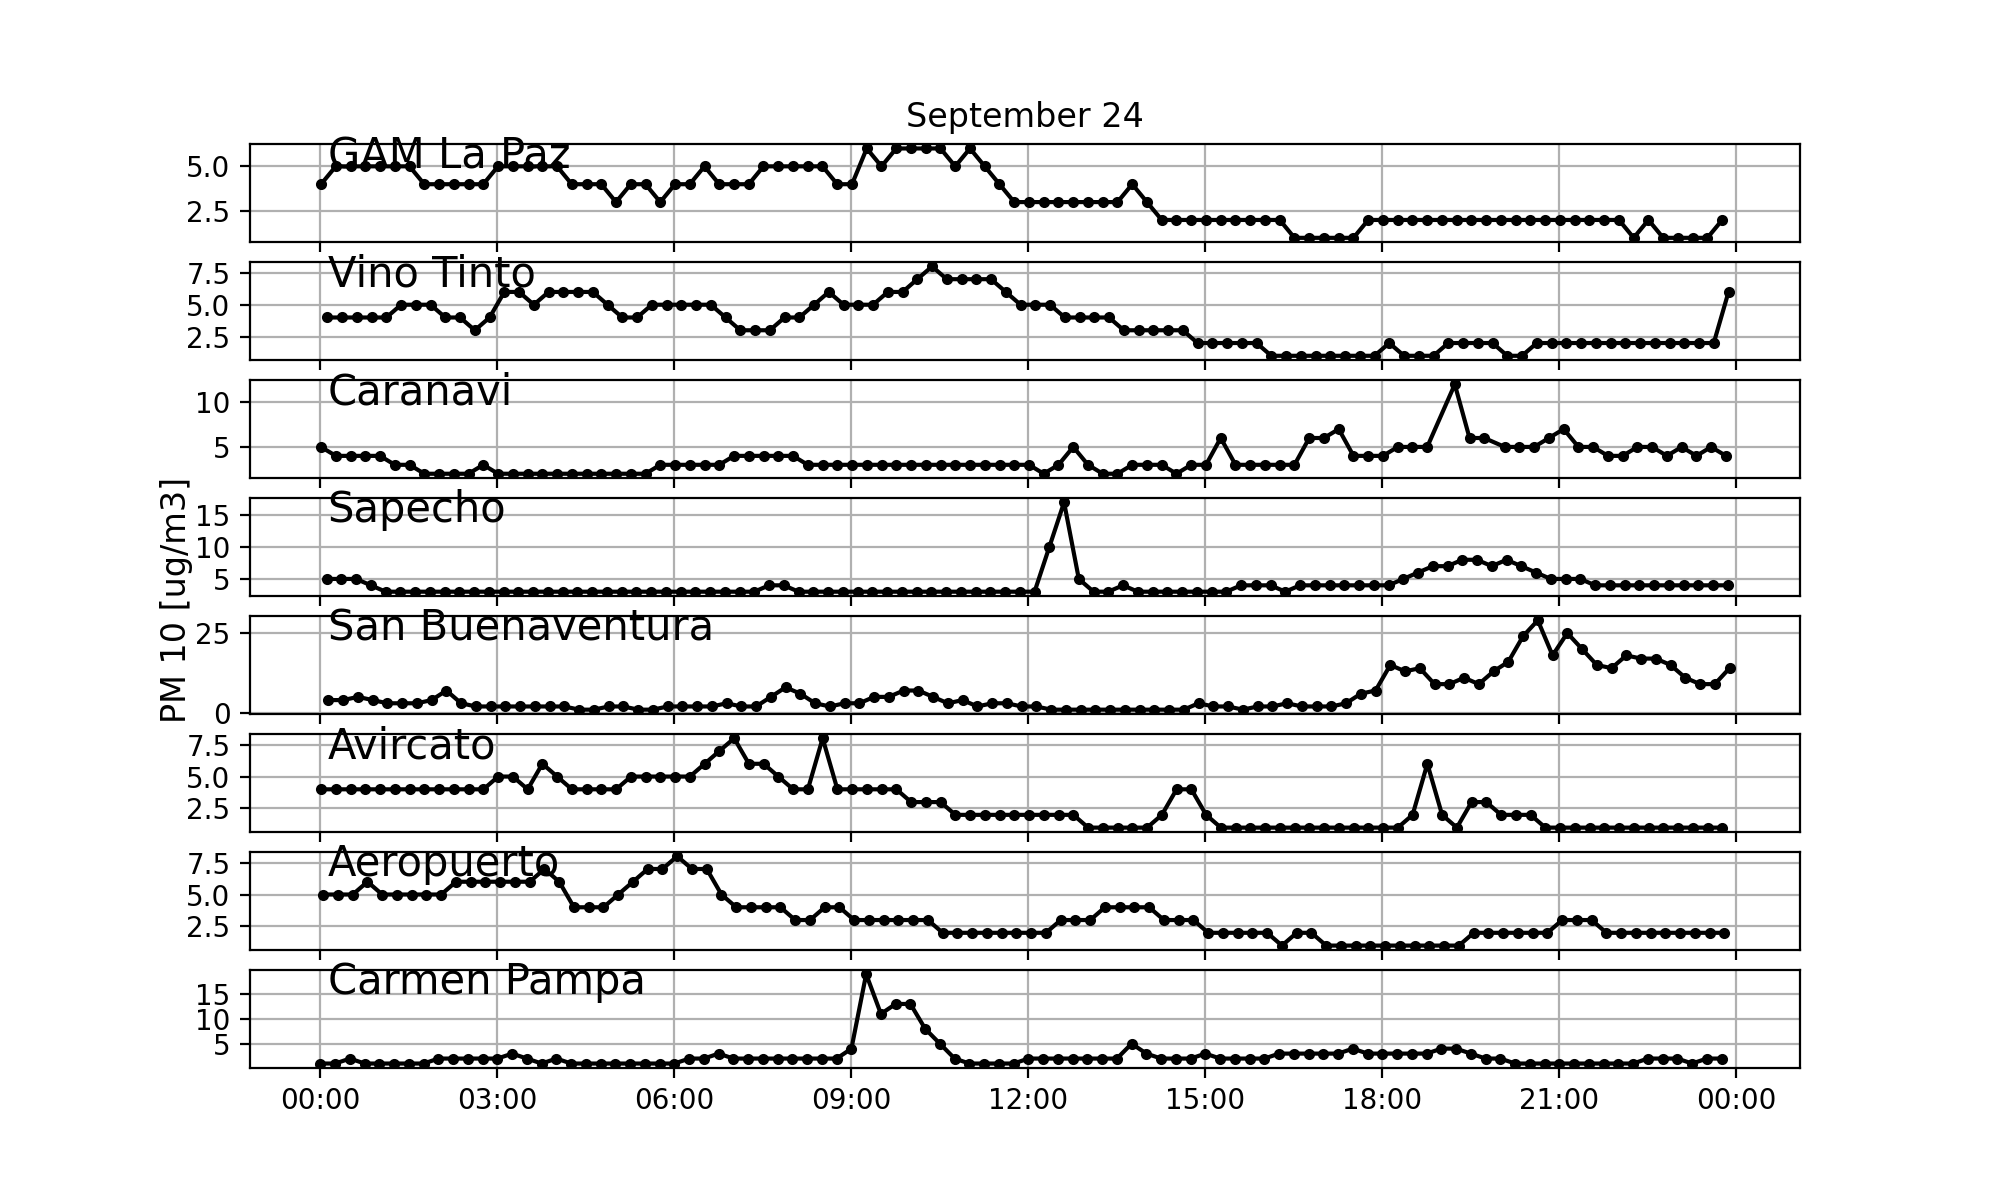 September 24
GAM La Paz
5.0
2.5
Vino Tinto
7.5
5.0
2.5
Caranavi
10
5
Sapecho
15
10
5
PM 10 [ug/m3]
San Buenaventura
25
0
Avircato
7.5
5.0
2.5
Aeropuerto
7.5
5.0
2.5
Carmen Pampa
15
10
5
00:00 03:00 06:00 09:00 12:00 15:00 18:00 21:00 00:00